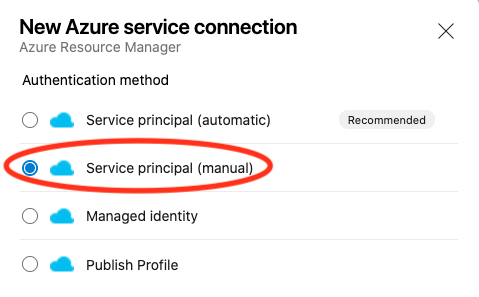 New Azure service connection
Azure Resource Manager
Authentication method
Service principal (automatic) Recommended
Service principal (manual)
Managed identity
Publish Profile